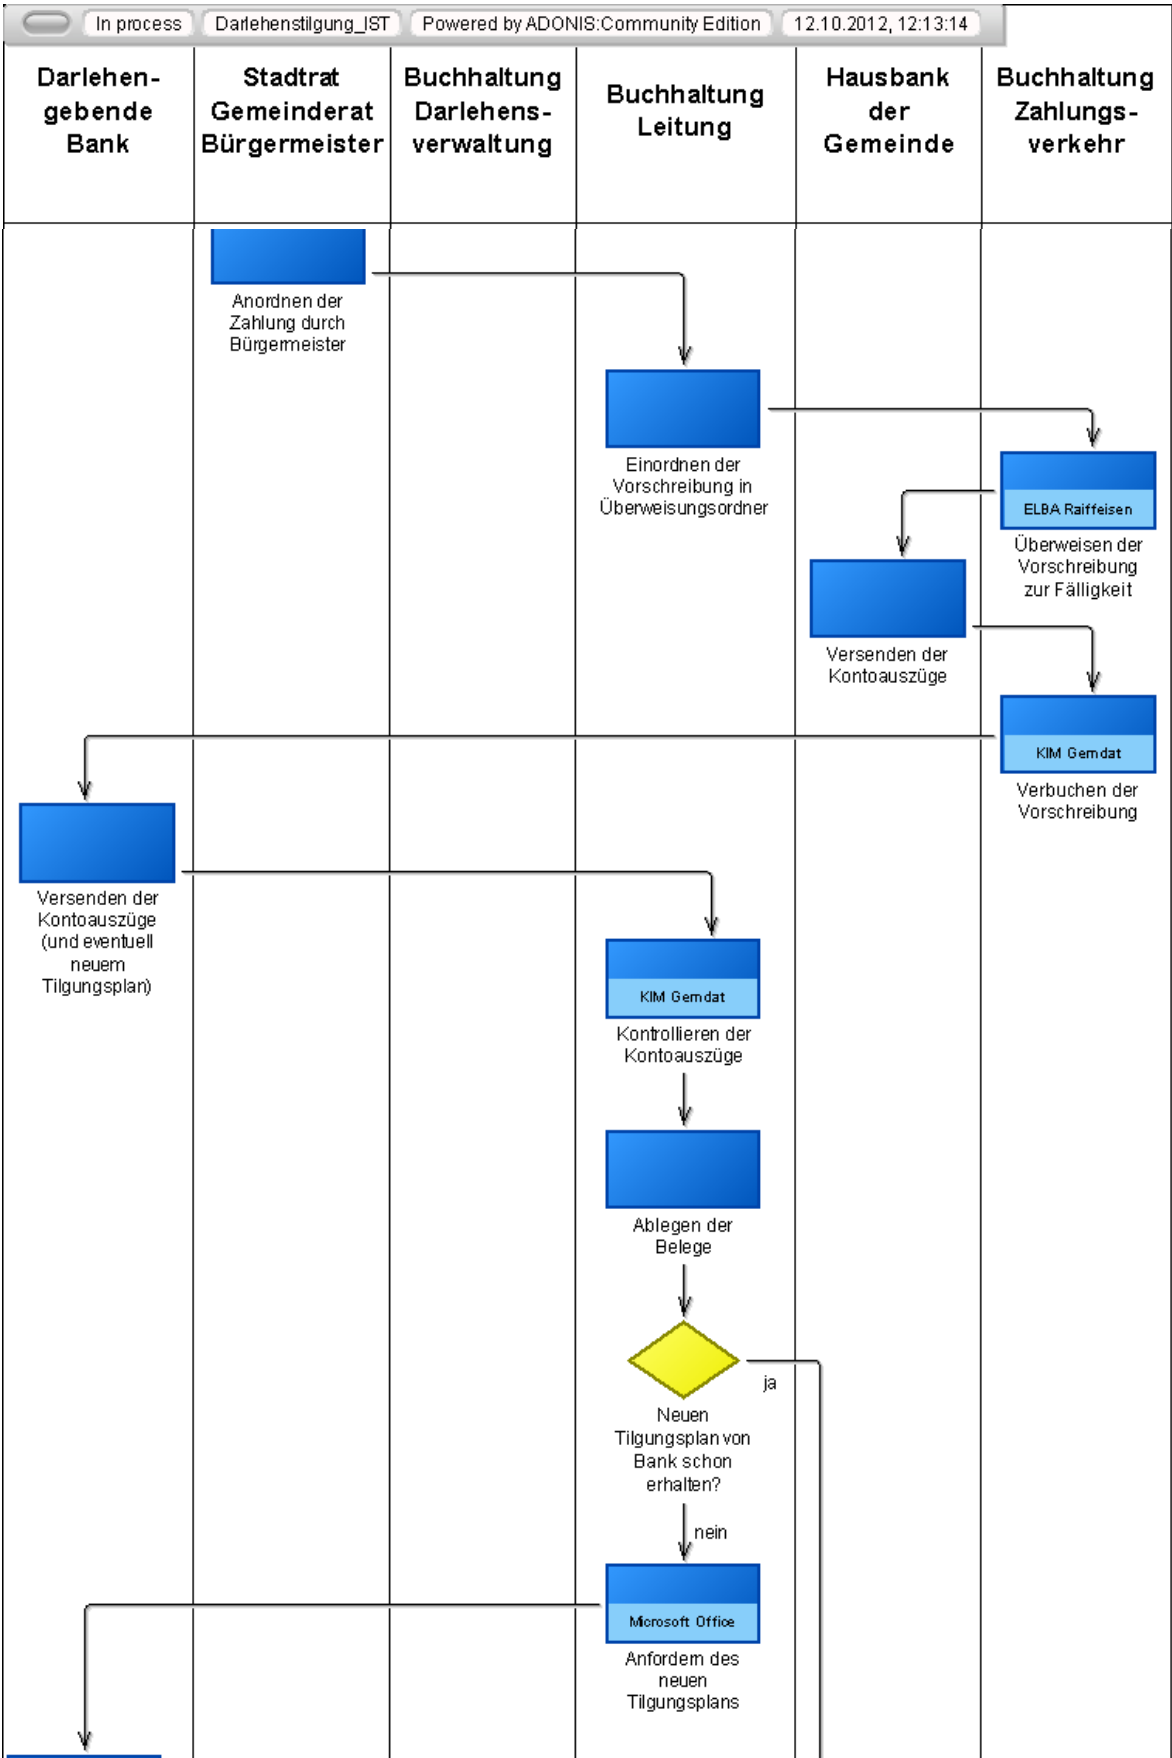 In process Darlehenstilgung_IST Powered by ADONIS:Community Edition 12.10.2012, 12:13:14
Darlehen-
gebende
Bank
Stadtrat
Gemeinderat
Bürgermeister
Buchhaltung
Darlehens-
verwaltung
Buchhaltung
Leitung
Hausbank
der
Gemeinde
Buchhaltung
Zahlungs-
verkehr
Anordnen der
Zahlung durch
Bürgermeister
Einordnen der
Vorschreibung in
Überweisungsordner
ELBA Raiffeisen
Überweisen der
Vorschreibung
zur Fälligkeit
Versenden der
Kontoauszüge
KIM Gemdat
Verbuchen der
Vorschreibung
Versenden der
Kontoauszüge
(und eventuell
neuem
Tilgungsplan)
KIM Gemdat
Kontrollieren der
Kontoauszüge
Ablegen der
Belege
ja
Neuen
Tilgungsplan von
Bank schon
erhalten?
nein
Microsoft Office
Anfordern des
neuen
Tilgungsplans